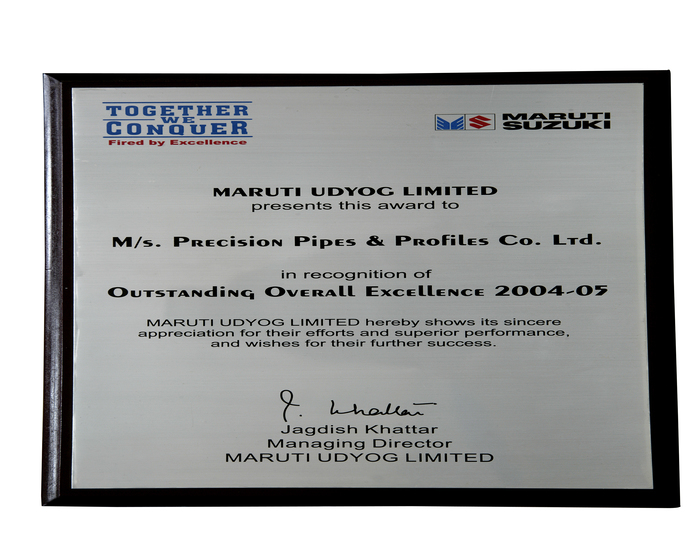 TOGETHER
WE
CONQUER
Fired by Excellence
MARUTI
SUZUKI
MARUTI UDYOG LIMITED
presents this award to
M/s. Precision Pipes & Profiles Co. Ltd.
in recognition of
Outstanding Overall Excellence 2004-05
MARUTI UDYOG LIMITED hereby shows its sincere
appreciation for their efforts and superior performance,
and wishes for their further success.
J. Khattar
Jagdish Khattar
Managing Director
MARUTI UDYOG LIMITED